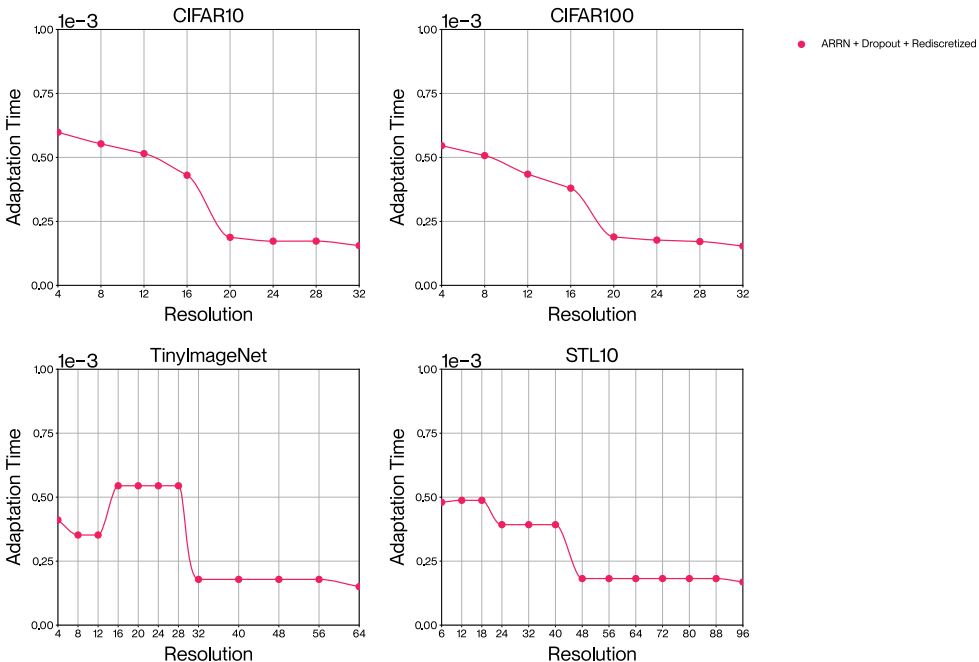 CIFAR10
1e−3
1.00
0.75
0.50
0.25
0.00
Adaptation Time
4 8 12 16 20 24 28 32
Resolution
CIFAR100
1e−3
1.00
0.75
0.50
0.25
0.00
Adaptation Time
4 8 12 16 20 24 28 32
Resolution
ARRN + Dropout + Rediscretized
TinyImageNet
1e−3
1.00
0.75
0.50
0.25
0.00
Adaptation Time
4 8 12 16 20 24 28 32 40 48 56 64
Resolution
STL10
1e−3
1.00
0.75
0.50
0.25
0.00
Adaptation Time
6 12 18 24 32 40 48 56 64 72 80 88 96
Resolution